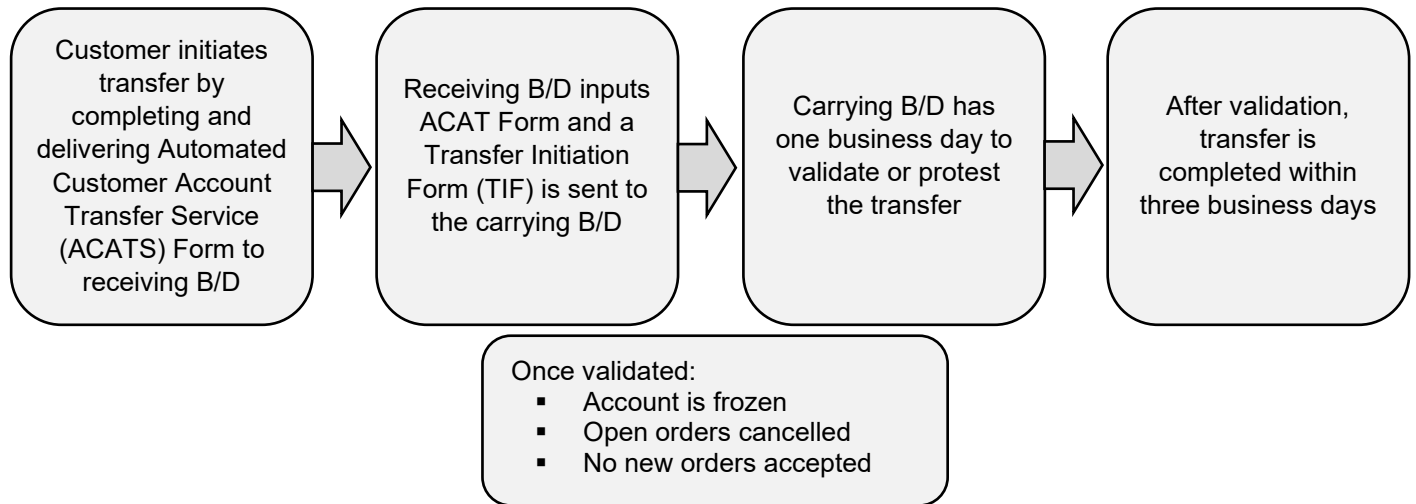 Customer initiates
transfer by
completing and
delivering Automated
Customer Account
Transfer Service
(ACATS) Form to
receiving B/D
Receiving B/D inputs
ACAT Form and a
Transfer Initiation
Form (TIF) is sent to
the carrying B/D
Carrying B/D has
one business day to
validate or protest
the transfer
After validation,
transfer is
completed within
three business days
Once validated:
▪ Account is frozen
▪ Open orders cancelled
▪ No new orders accepted